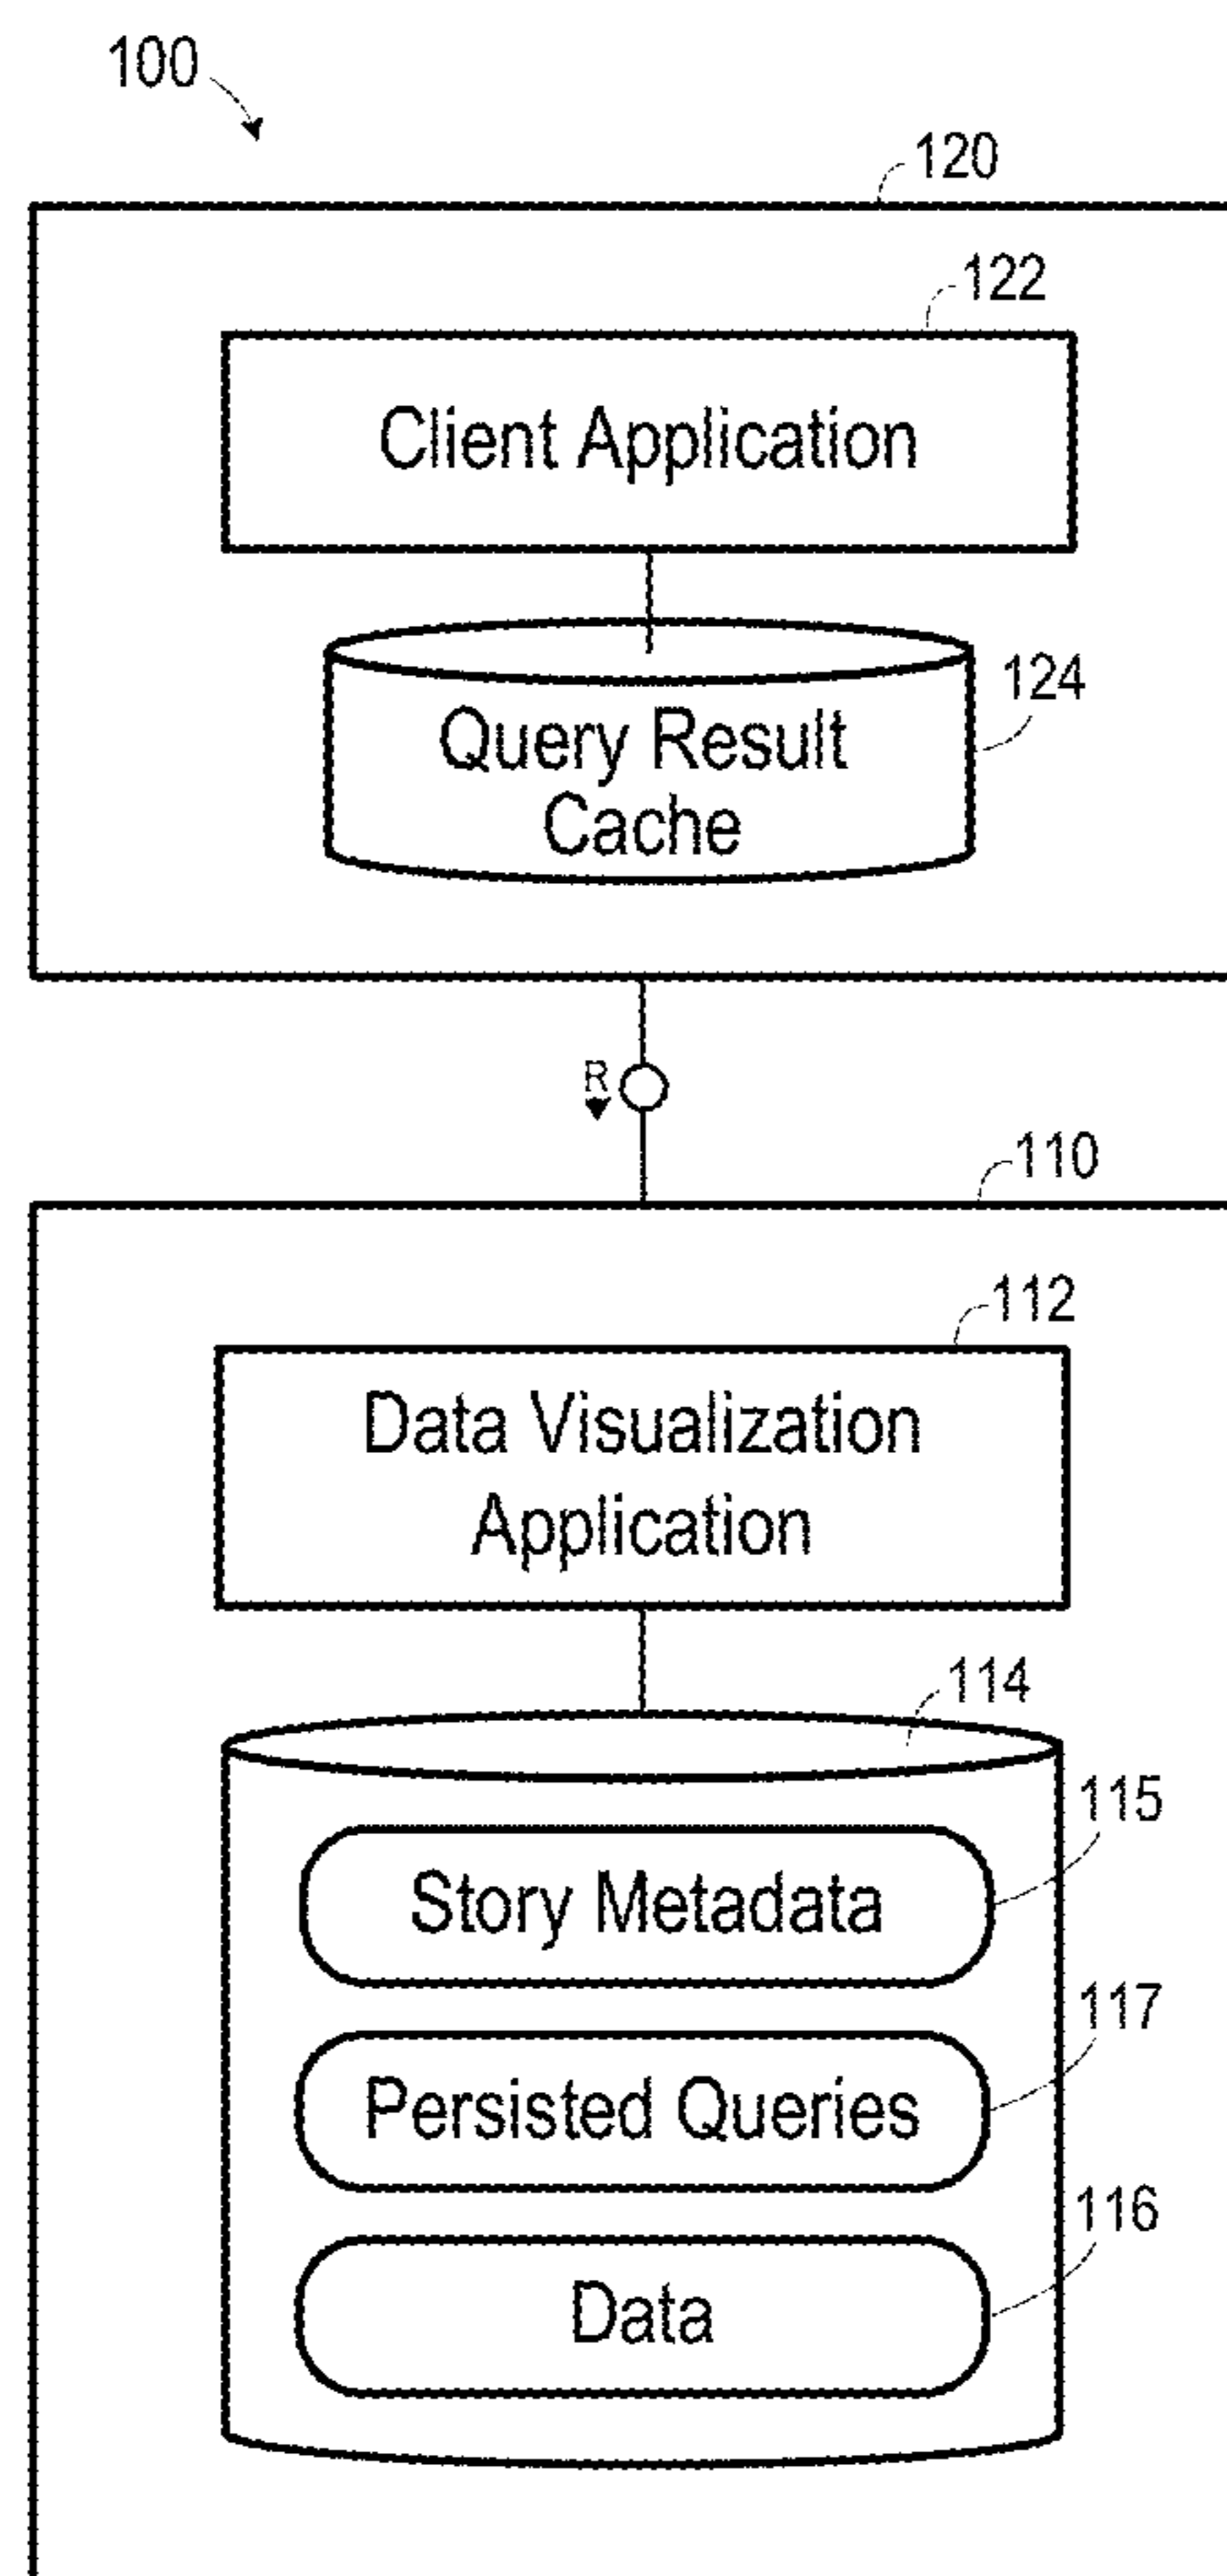 100
120
122
Client Application
124
Query Result
Cache
R
110
112
Data Visualization
Application
114
115
Story Metadata
117
Persisted Queries
116
Data